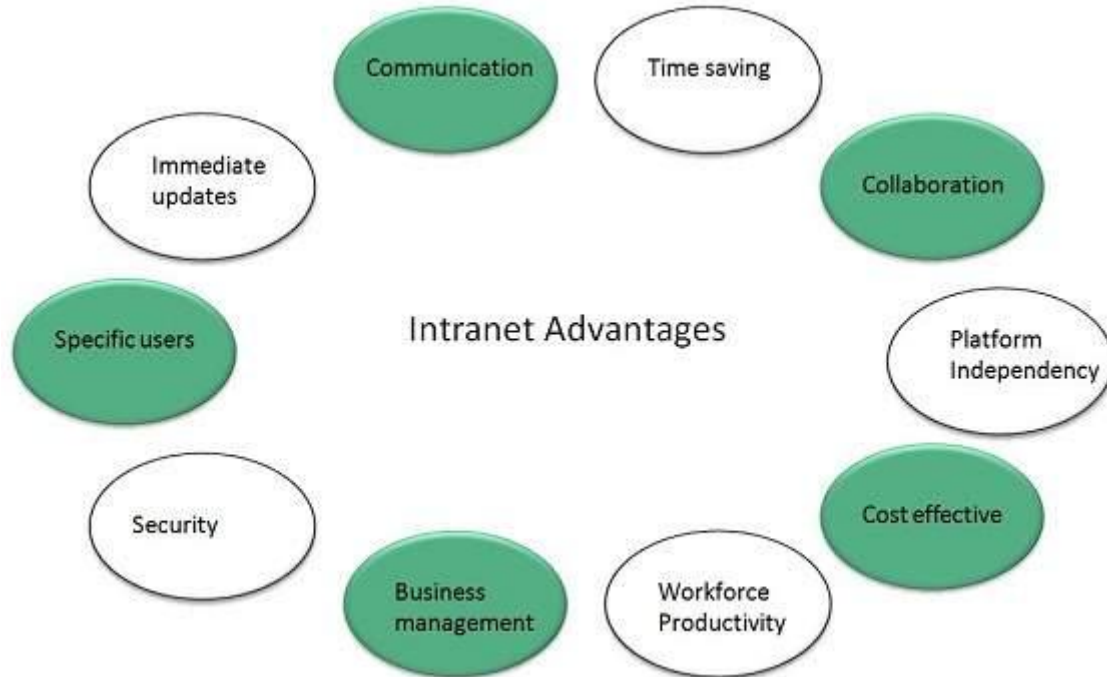 Communication
Time saving
Immediate
updates
Collaboration
Specific users
Intranet Advantages
Platform
Independency
Security
Cost effective
Business
management
Workforce
Productivity